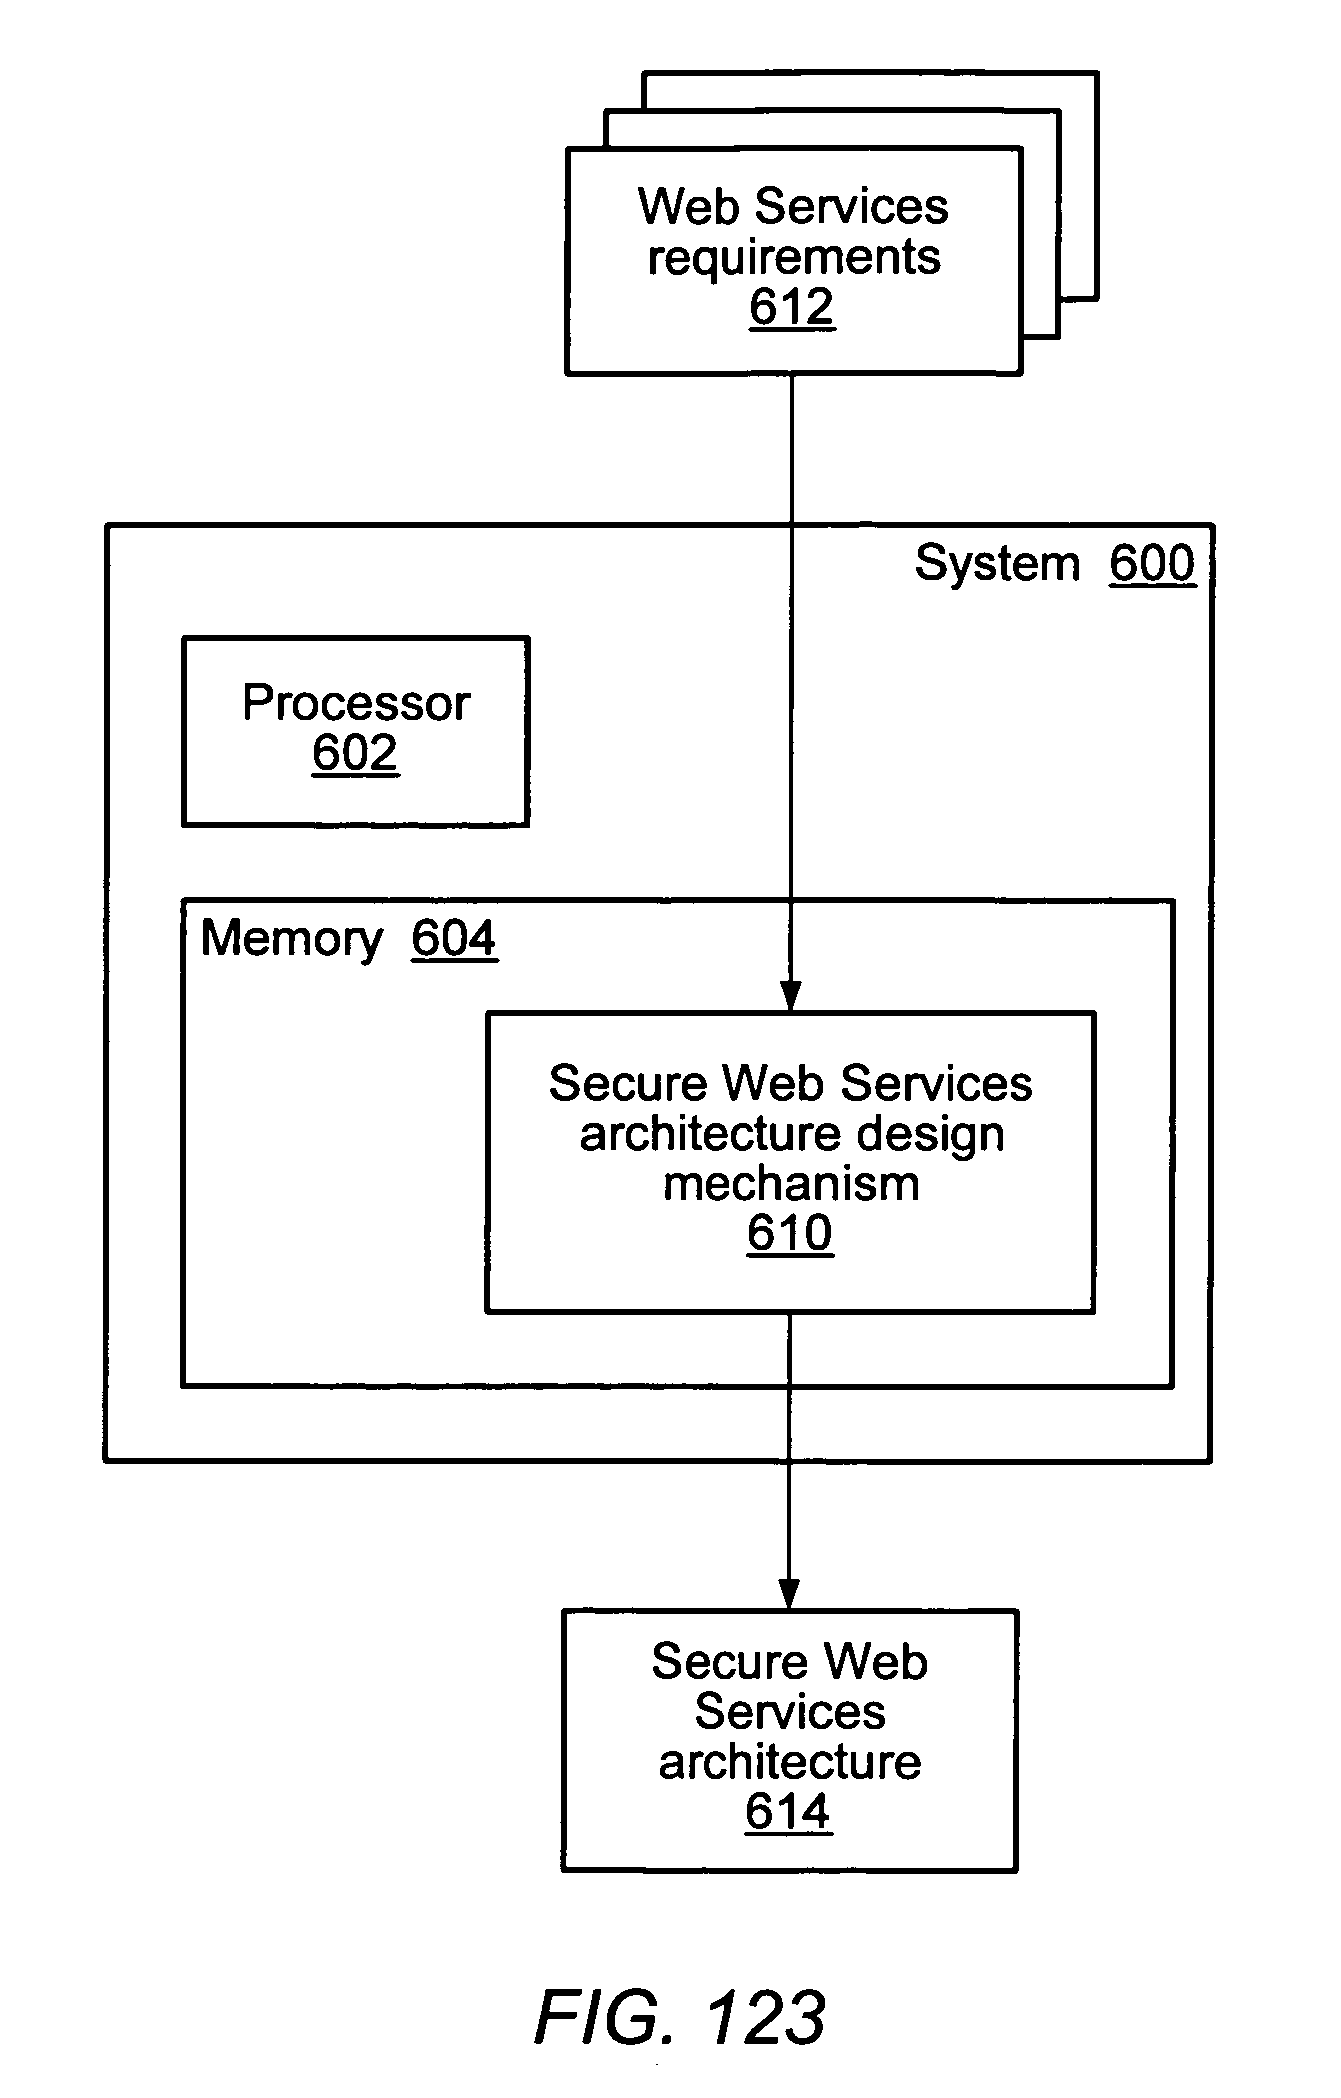 Web Services
requirements
612
System 600
Processor
602
Memory 604
Secure Web Services
architecture design
mechanism
610
Secure Web
Services
architecture
614
FIG. 123